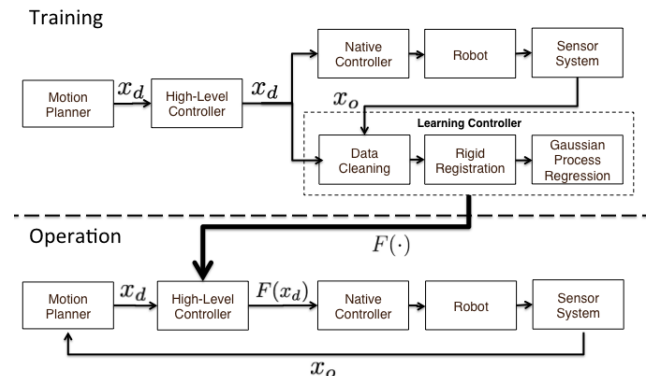 Training
Motion
Planner
x_d
High-Level
Controller
x_d
Native
Controller
Robot
Sensor
System
x_o
Learning Controller
Data
Cleaning
Rigid
Registration
Gaussian
Process
Regression
Operation
F(·)
Motion
Planner
x_d
High-Level
Controller
F(x_d)
Native
Controller
Robot
Sensor
System
x_o